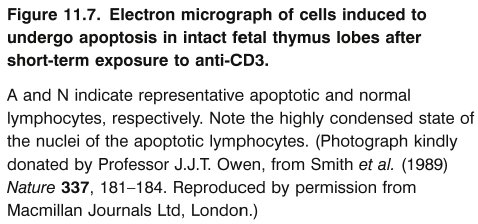 Figure 11.7. Electron micrograph of cells induced to
undergo apoptosis in intact fetal thymus lobes after
short-term exposure to anti-CD3.
A and N indicate representative apoptotic and normal
lymphocytes, respectively. Note the highly condensed state of
the nuclei of the apoptotic lymphocytes. (Photograph kindly
donated by Professor J.J.T. Owen, from Smith et al. (1989)
Nature 337, 181–184. Reproduced by permission from
Macmillan Journals Ltd, London.)